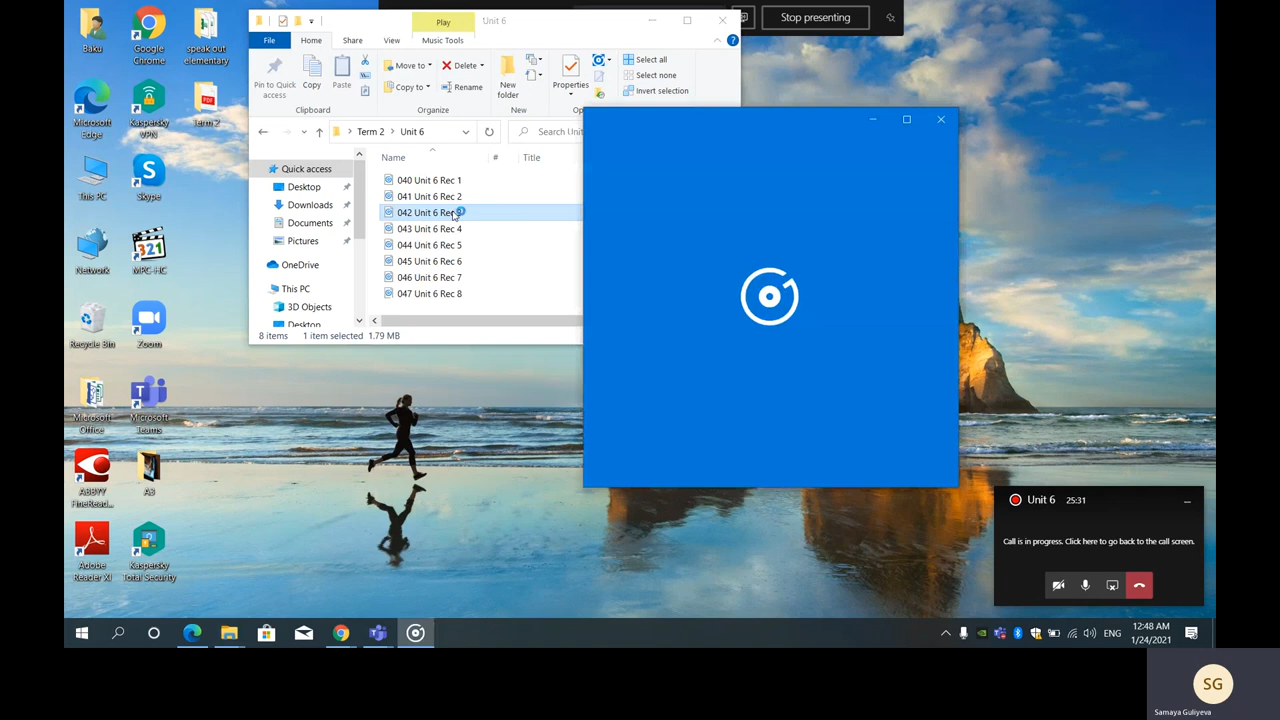 Play
Unit 6
Stop presenting
File
Home
Share
View
Music Tools
Pin to Quick access
Copy
Paste
Move to
Copy to
Delete
Rename
New folder
Properties
Select all
Select none
Invert selection
Clipboard
Organize
New
Term 2
Unit 6
Name
#
Title
Quick access
Desktop
Downloads
Documents
Pictures
OneDrive
This PC
3D Objects
Desktop
040 Unit 6 Rec 1
041 Unit 6 Rec 2
042 Unit 6 Rec
043 Unit 6 Rec 4
044 Unit 6 Rec 5
045 Unit 6 Rec 6
046 Unit 6 Rec 7
047 Unit 6 Rec 8
8 items
1 item selected
1.79 MB
Baku
Google Chrome
speak out elementary
Microsoft Edge
Kaspersky VPN
PDF
Term 2
This PC
Skype
Network
321
MPC-HC
Recycle Bin
Zoom
Microsoft Office
Microsoft Teams
ABBYY FineRead...
A3
Adobe Reader XI
Kaspersky Total Security
Unit 6
25:31
Call is in progress. Click here to go back to the call screen.
ENG
12:48 AM
1/24/2021
SG
Samaya Guliyeva